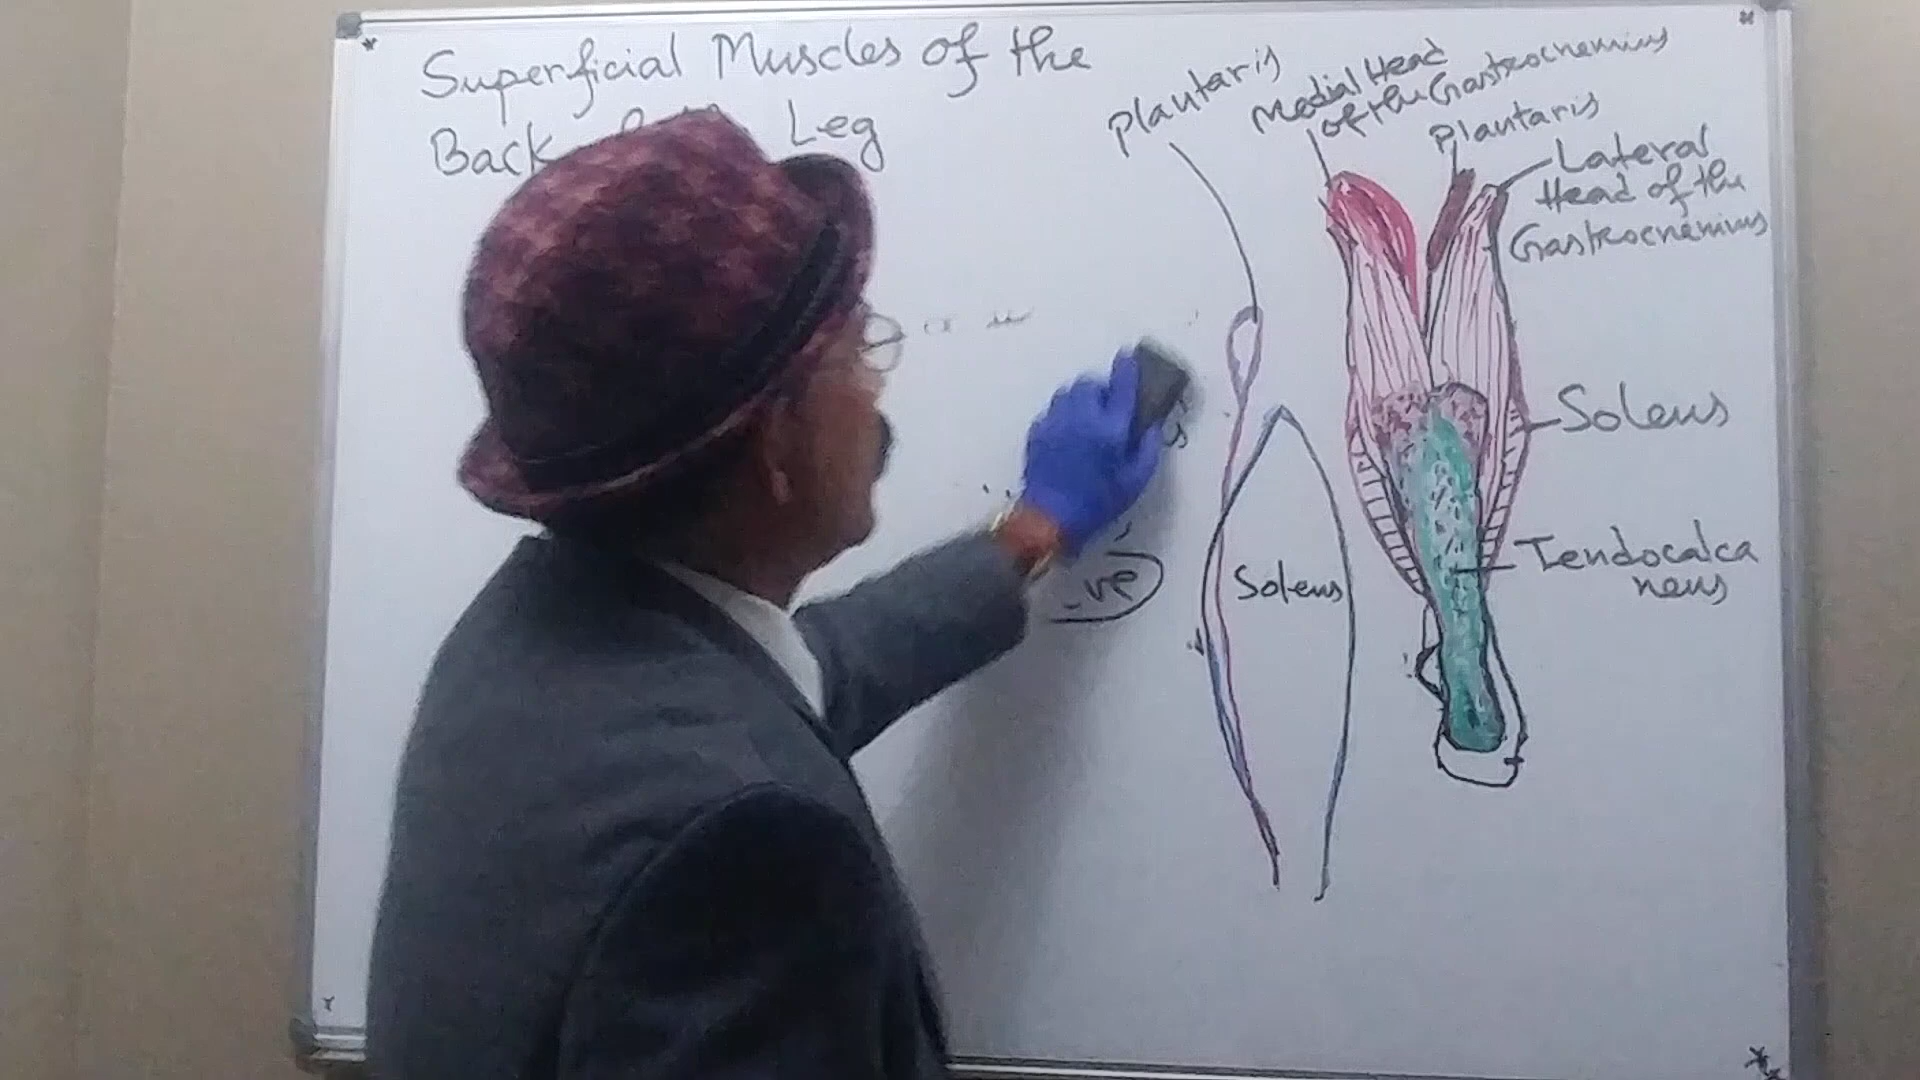 Superficial Muscles of the
Back Leg
Plantaris
Medial Head
of the Gastrocnemius
Plantaris
Lateral
Head of the
Gastrocnemius
Soleus
Tendocalca
neus
Soleus
ve